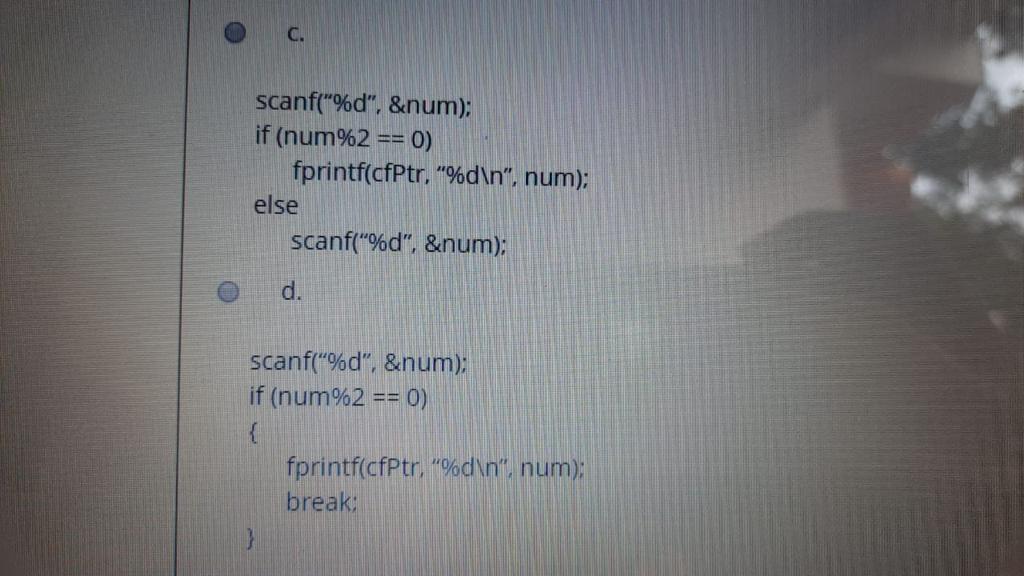 c.
scanf(“%d”, &num);
if (num%2 == 0)
fprintf(cfPtr, “%d\n”, num);
else
scanf(“%d”, &num);
d.
scanf(“%d”, &num);
if (num%2 == 0)
{
fprintf(cfPtr, “%d\n”, num);
break;
}